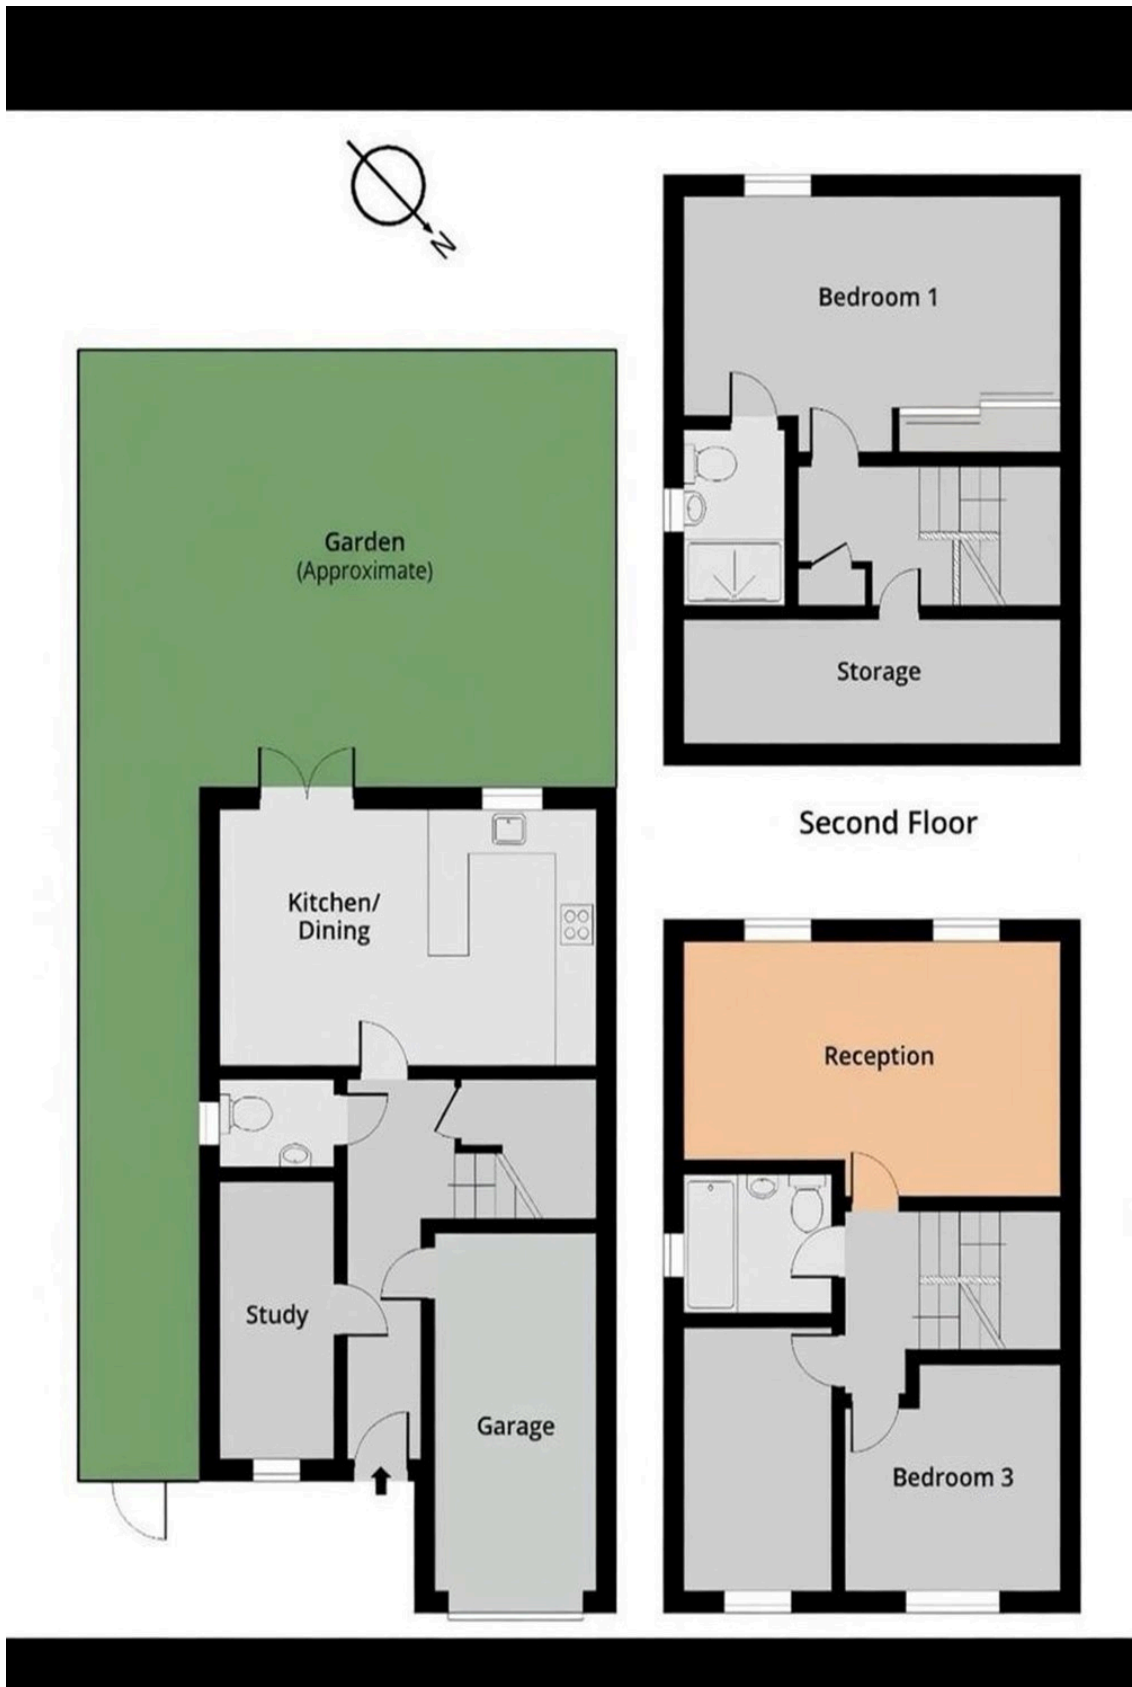 N
Bedroom 1
Storage
Second Floor
Garden
(Approximate)
Kitchen/
Dining
Study
Garage
Reception
Bedroom 3